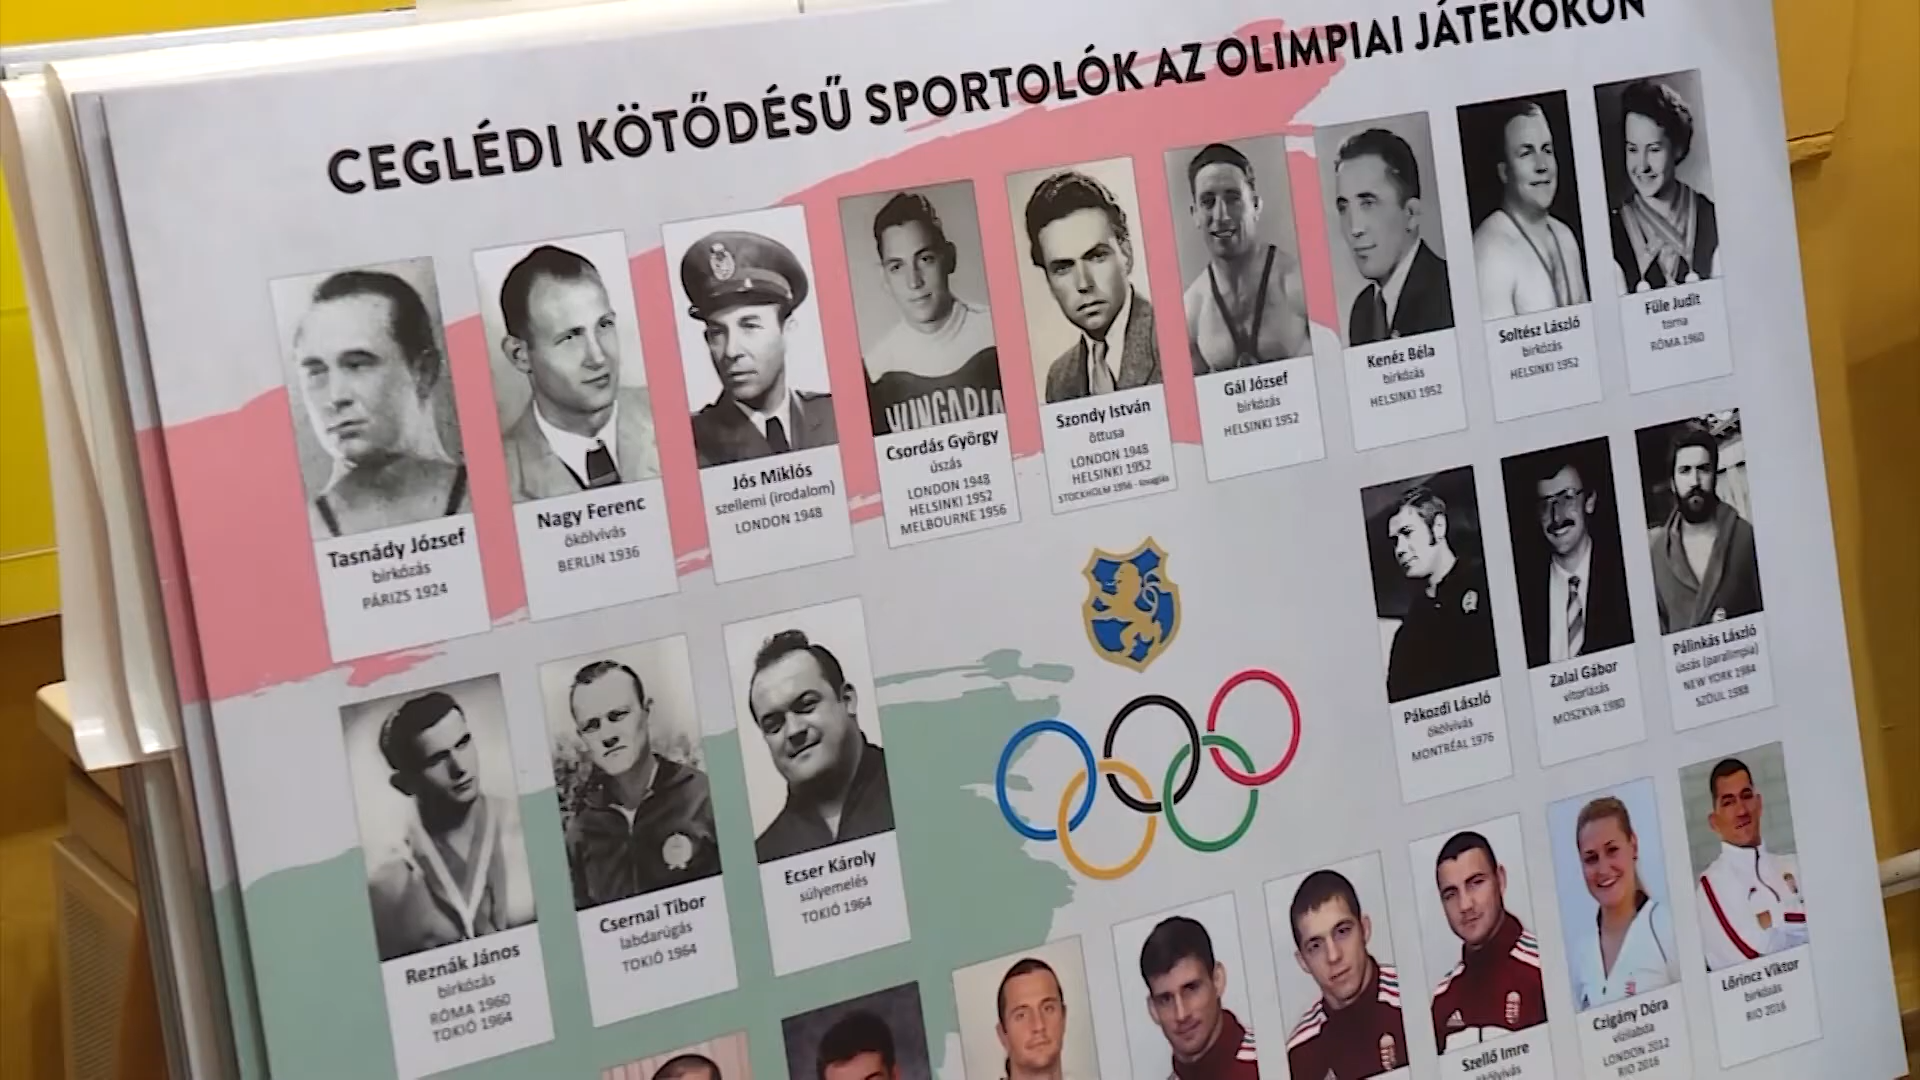 CEGLÉDI KÖTŐDÉSŰ SPORTOLÓK AZ OLIMPIAI JÁTÉKOKON
Tasnády József
birkózás
PÁRIZS 1924
Nagy Ferenc
ökölvívás
BERLIN 1936
Jós Miklós
szellemi (irodalom)
LONDON 1948
HUNGARIA
Csordás György
úszás
LONDON 1948
HELSINKI 1952
MELBOURNE 1956
Szondy István
öttusa
LONDON 1948
HELSINKI 1952
STOCKHOLM 1956 - lovaglás
Gál József
birkózás
HELSINKI 1952
Kenéz Béla
birkózás
HELSINKI 1952
Soltész László
birkózás
HELSINKI 1952
Füle Judit
torna
RÓMA 1960
Reznák János
birkózás
RÓMA 1960
TOKIÓ 1964
Csernai Tibor
labdarúgás
TOKIÓ 1964
Ecser Károly
súlyemelés
TOKIÓ 1964
Pákozdi László
ökölvívás
MONTRÉAL 1976
Zalai Gábor
vitorlázás
MOSZKVA 1980
Pálinkás László
úszás (paralimpia)
NEW YORK 1984
SZÖUL 1988
Szellő Imre
ökölvívás
Czigány Dóra
vízilabda
LONDON 2012
RIO 2016
Lőrincz Viktor
birkózás
RIO 2016